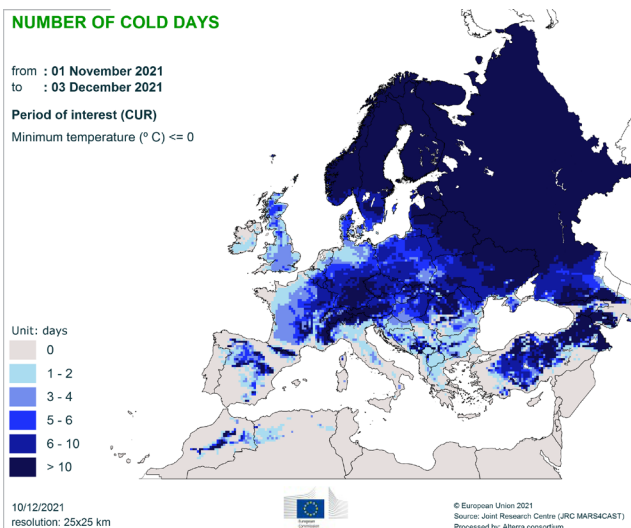 NUMBER OF COLD DAYS
from : 01 November 2021
to : 03 December 2021
Period of interest (CUR)
Minimum temperature (º C) <= 0
Unit: days
0
1 - 2
3 - 4
5 - 6
6 - 10
> 10
10/12/2021
resolution: 25x25 km
European
Commission
© European Union 2021
Source: Joint Research Centre (JRC MARS4CAST)
Processed by: Alterra consortium